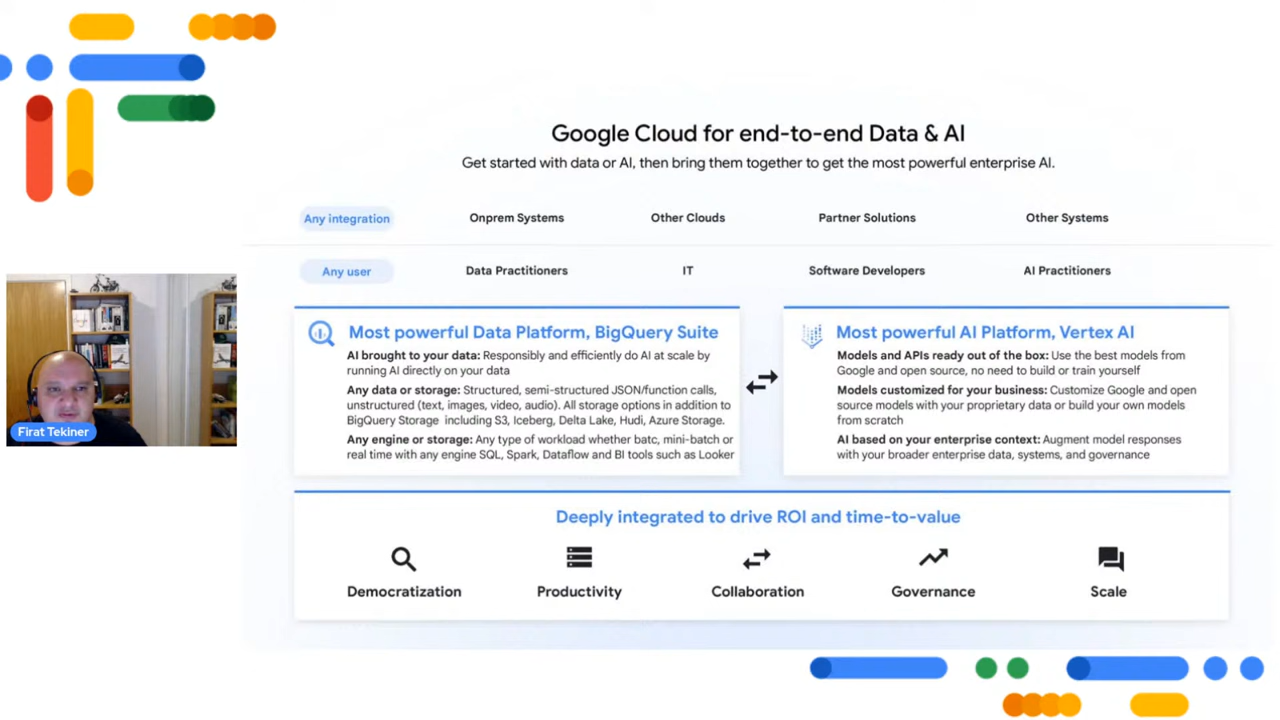 Google Cloud for end-to-end Data & AI
Get started with data or AI, then bring them together to get the most powerful enterprise AI.
Any integration
Onprem Systems
Other Clouds
Partner Solutions
Other Systems
Any user
Data Practitioners
IT
Software Developers
AI Practitioners
Most powerful Data Platform, BigQuery Suite
AI brought to your data: Responsibly and efficiently do AI at scale by
running AI directly on your data
Any data or storage: Structured, semi-structured JSON/function calls,
unstructured (text, images, video, audio). All storage options in addition to
BigQuery Storage including S3, Iceberg, Delta Lake, Hudi, Azure Storage.
Any engine or storage: Any type of workload whether batc, mini-batch or
real time with any engine SQL, Spark, Dataflow and BI tools such as Looker
Most powerful AI Platform, Vertex AI
Models and APIs ready out of the box: Use the best models from
Google and open source, no need to build or train yourself
Models customized for your business: Customize Google and open
source models with your proprietary data or build your own models
from scratch
AI based on your enterprise context: Augment model responses
with your broader enterprise data, systems, and governance
Firat Tekiner
Deeply integrated to drive ROI and time-to-value
Democratization
Productivity
Collaboration
Governance
Scale